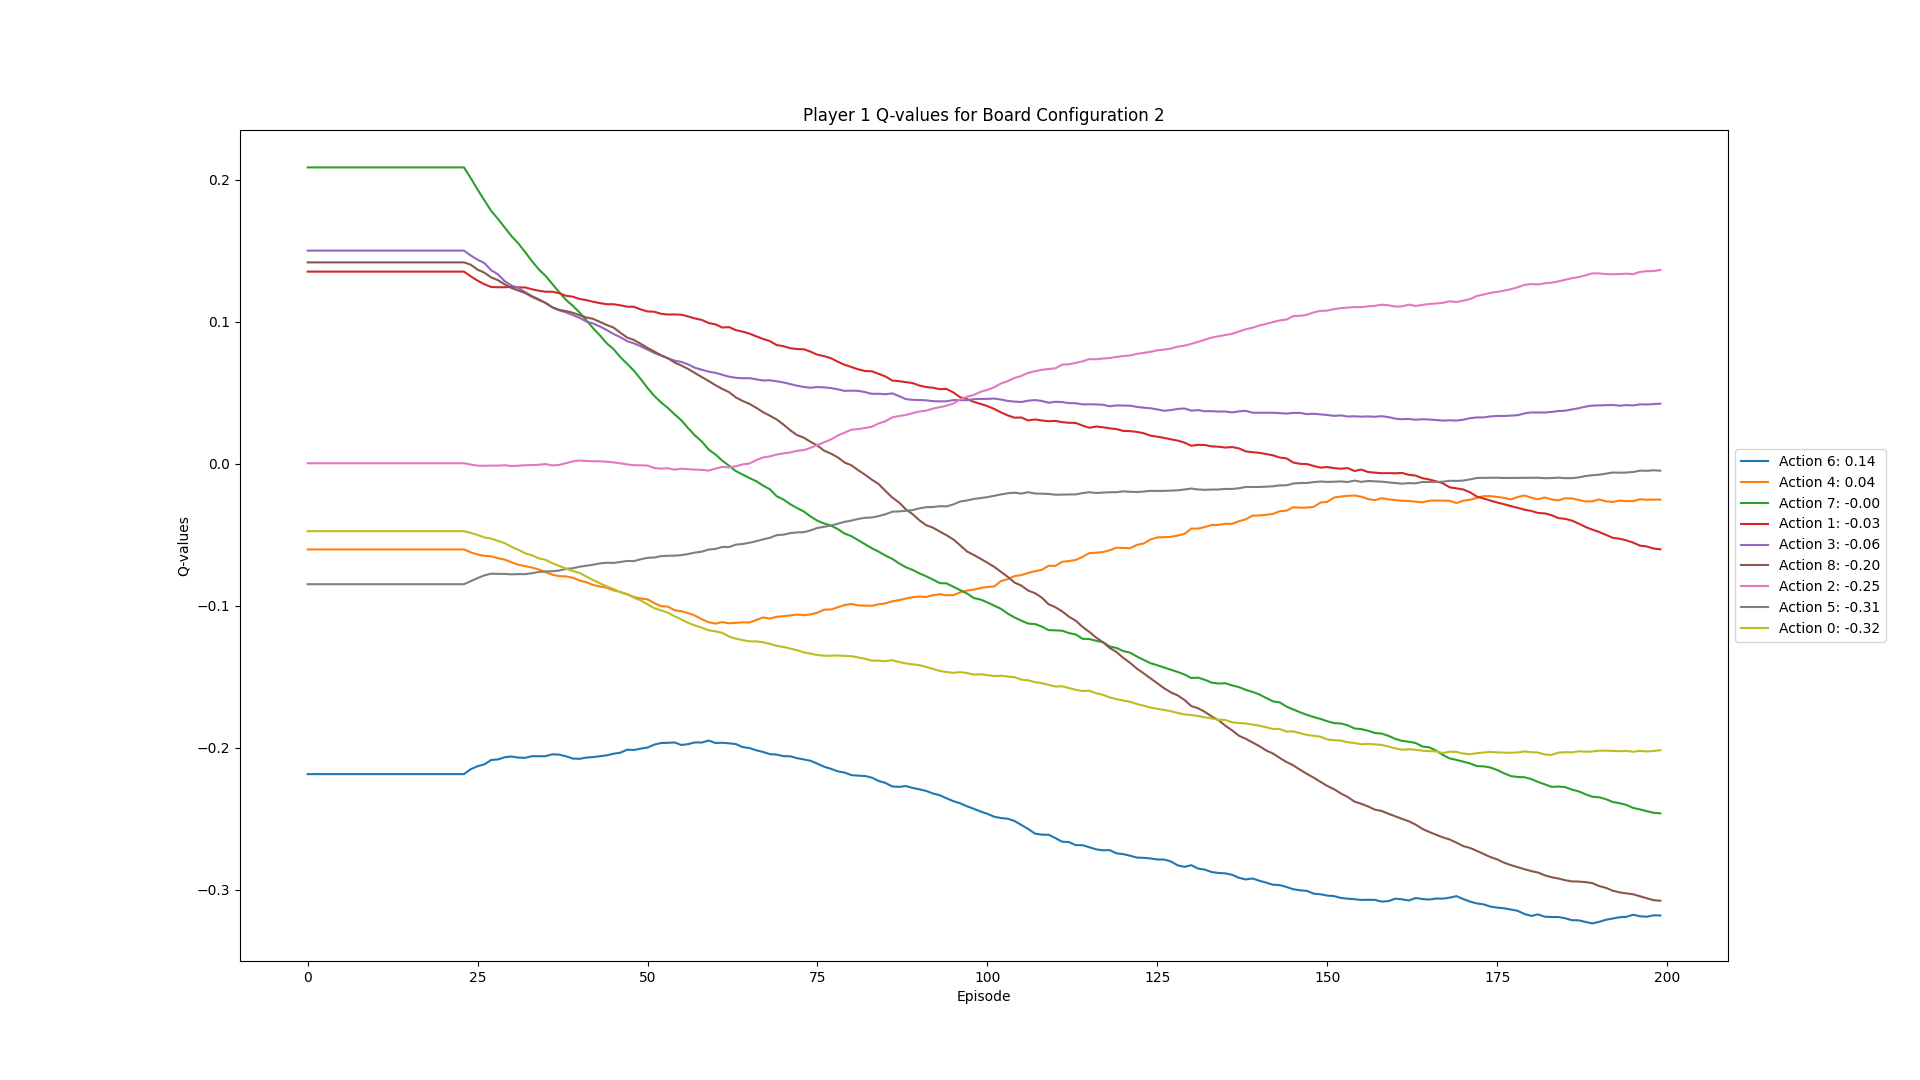 Player 1 Q-values for Board Configuration 2
Q-values
0.2
0.1
0.0
−0.1
−0.2
−0.3
0 25 50 75 100 125 150 175 200
Episode
Action 6: 0.14
Action 4: 0.04
Action 7: -0.00
Action 1: -0.03
Action 3: -0.06
Action 8: -0.20
Action 2: -0.25
Action 5: -0.31
Action 0: -0.32